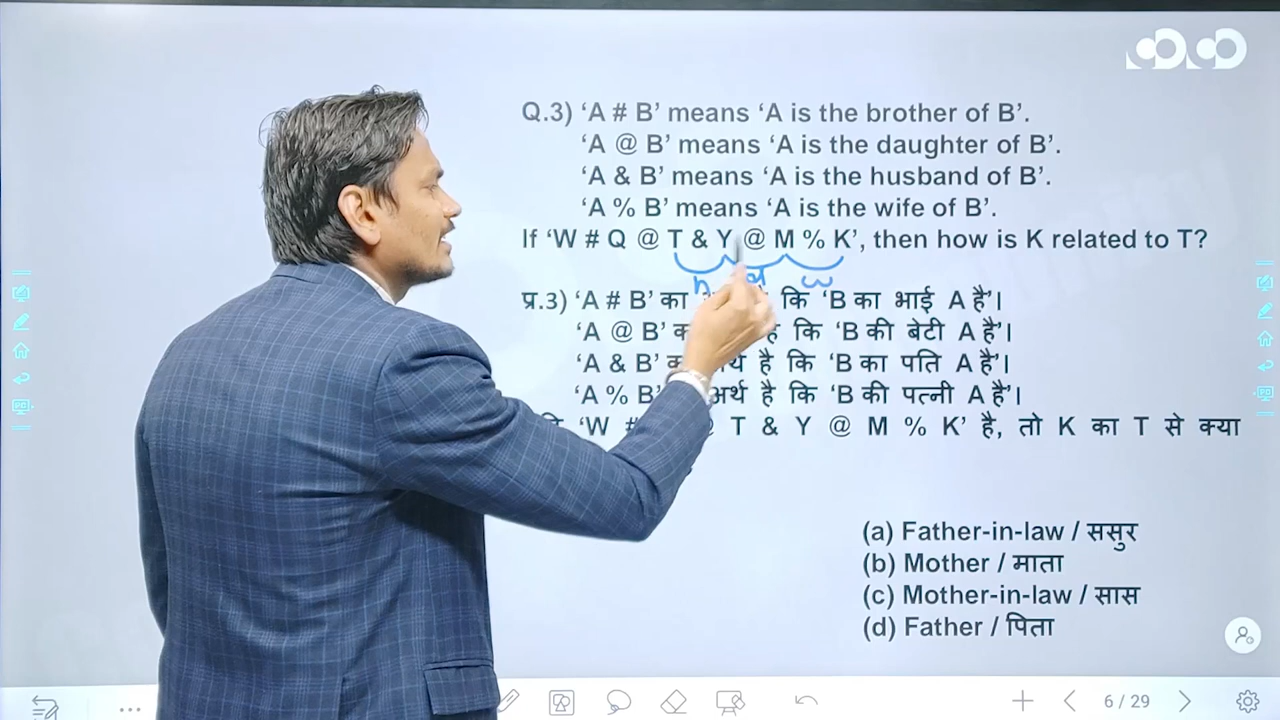 Q.3) ‘A # B’ means ‘A is the brother of B’.
‘A @ B’ means ‘A is the daughter of B’.
‘A & B’ means ‘A is the husband of B’.
‘A % B’ means ‘A is the wife of B’.
If ‘W # Q @ T & Y @ M % K’, then how is K related to T?
प्र.3) ‘A # B’ का है कि ‘B का भाई A है’।
‘A @ B’ है कि ‘B की बेटी A है’।
‘A & B’ है कि ‘B का पति A है’।
‘A % B’ अर्थ है कि ‘B की पत्नी A है’।
‘W T & Y @ M % K’ है, तो K का T से क्या
(a) Father-in-law / ससुर
(b) Mother / माता
(c) Mother-in-law / सास
(d) Father / पिता
6 / 29